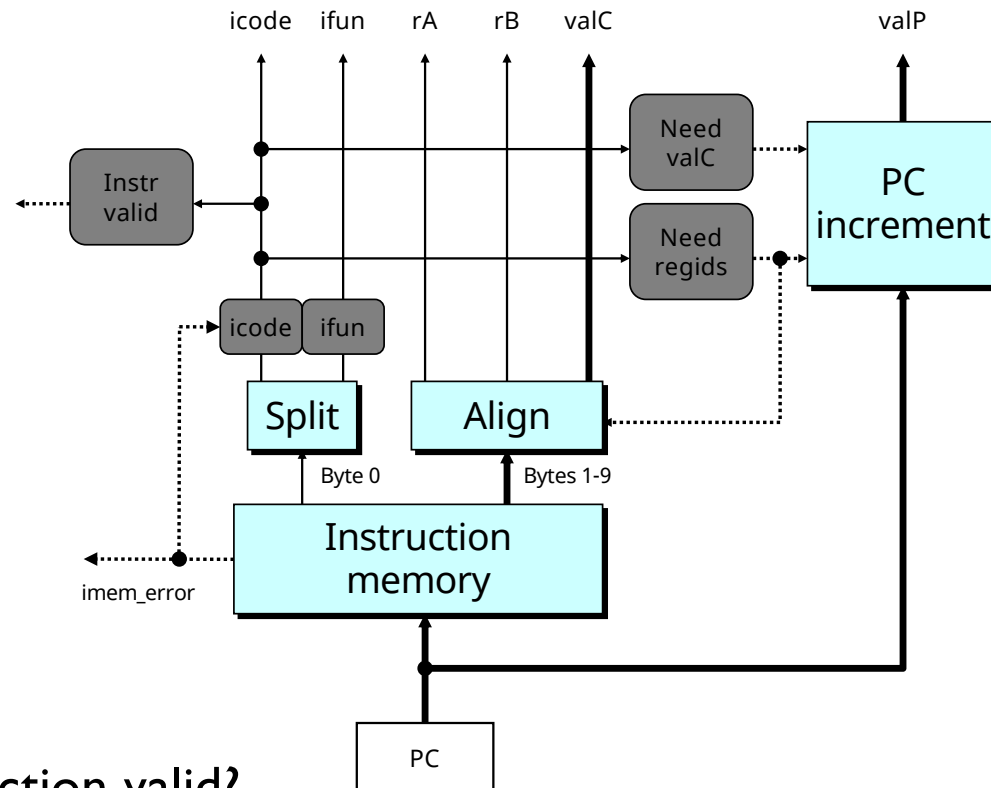 icode ifun rA rB valC valP
Need
valC
Instr
valid
PC
increment
Need
regids
icode ifun
Split Align
Byte 0 Bytes 1-9
Instruction
memory
imem_error
PC
valid?